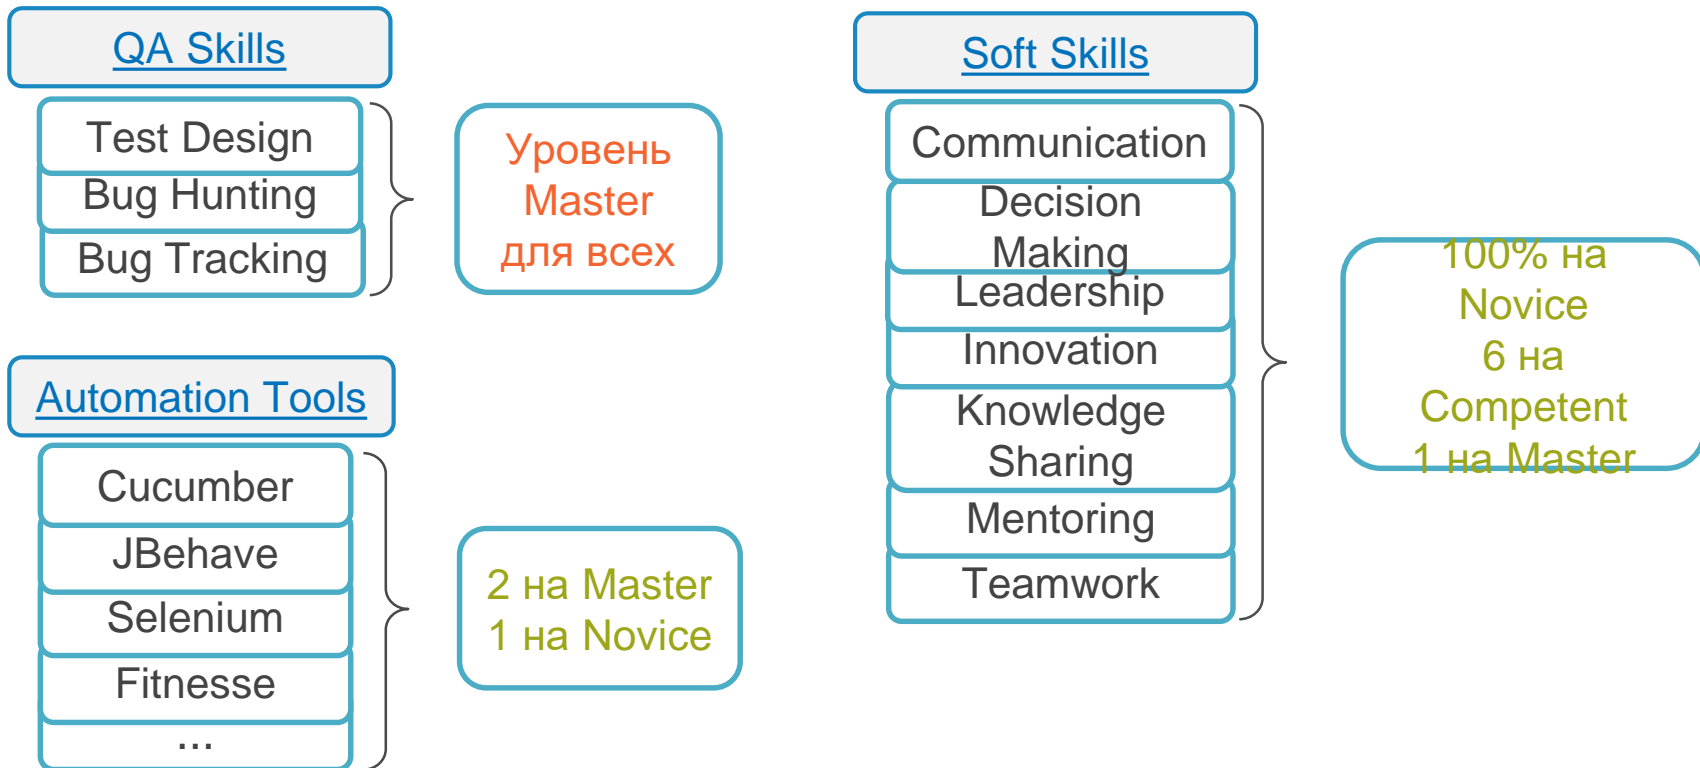 QA Skills
Test Design
Bug Hunting
Bug Tracking
Уровень
Master
для всех
Automation Tools
Cucumber
JBehave
Selenium
Fitnesse
...
2 на Master
1 на Novice
Soft Skills
Communication
Decision
Making
Leadership
Innovation
Knowledge
Sharing
Mentoring
Teamwork
100% на
Novice
6 на
Competent
1 на Master